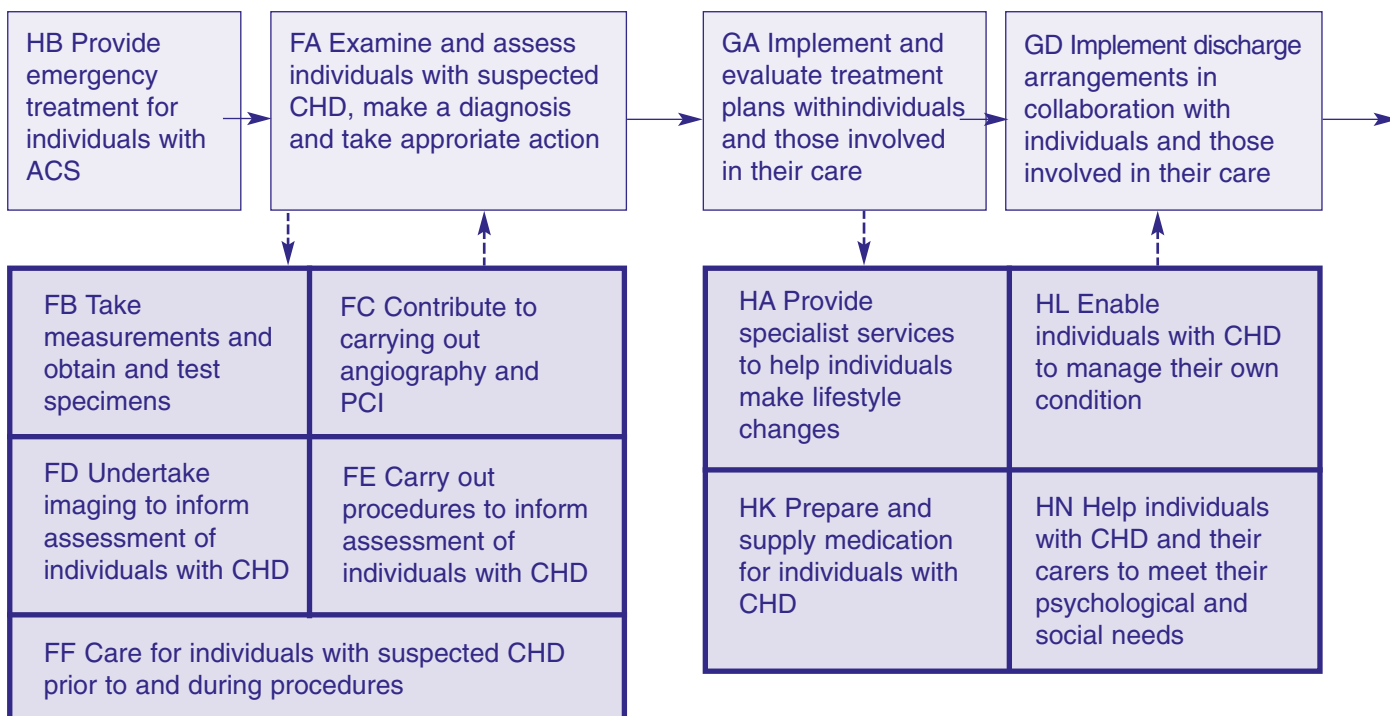 HB Provide
emergency
treatment for
individuals with
ACS
FA Examine and assess
individuals with suspected
CHD, make a diagnosis
and take approriate action
GA Implement and
evaluate treatment
plans withindividuals
and those involved
in their care
GD Implement discharge
arrangements in
collaboration with
individuals and those
involved in their care
FB Take
measurements and
obtain and test
specimens
FC Contribute to
carrying out
angiography and
PCI
FD Undertake
imaging to inform
assessment of
individuals with CHD
FE Carry out
procedures to inform
assessment of
individuals with CHD
FF Care for individuals with suspected CHD
prior to and during procedures
HA Provide
specialist services
to help individuals
make lifestyle
changes
HL Enable
individuals with CHD
to manage their own
condition
HK Prepare and
supply medication
for individuals with
CHD
HN Help individuals
with CHD and their
carers to meet their
psychological and
social needs